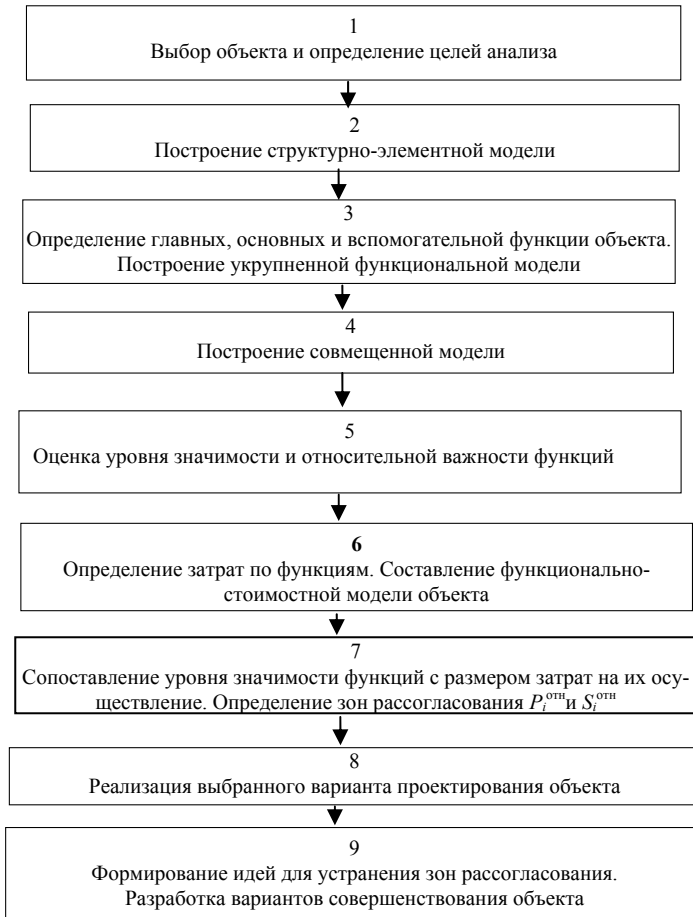 1
Выбор объекта и определение целей анализа
2
Построение структурно-элементной модели
3
Определение главных, основных и вспомогательной функции объекта.
Построение укрупненной функциональной модели
4
Построение совмещенной модели
5
Оценка уровня значимости и относительной важности функций
6
Определение затрат по функциям. Составление функционально-
стоимостной модели объекта
7
Сопоставление уровня значимости функций с размером затрат на их осу-
ществление. Определение зон рассогласования Pᵢᵒᵗʰ и Sᵢᵒᵗʰ
8
Реализация выбранного варианта проектирования объекта
9
Формирование идей для устранения зон рассогласования.
Разработка вариантов совершенствования объекта